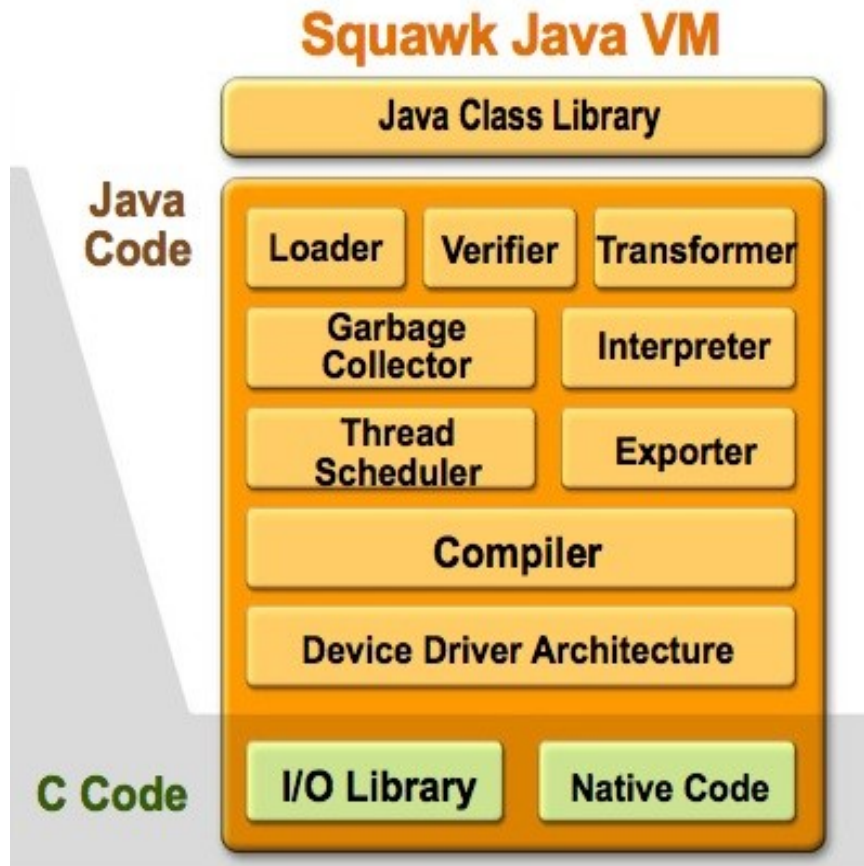 Squawk Java VM
Java Class Library
Java
Code
Loader
Verifier
Transformer
Garbage
Collector
Interpreter
Thread
Scheduler
Exporter
Compiler
Device Driver Architecture
C Code
I/O Library
Native Code